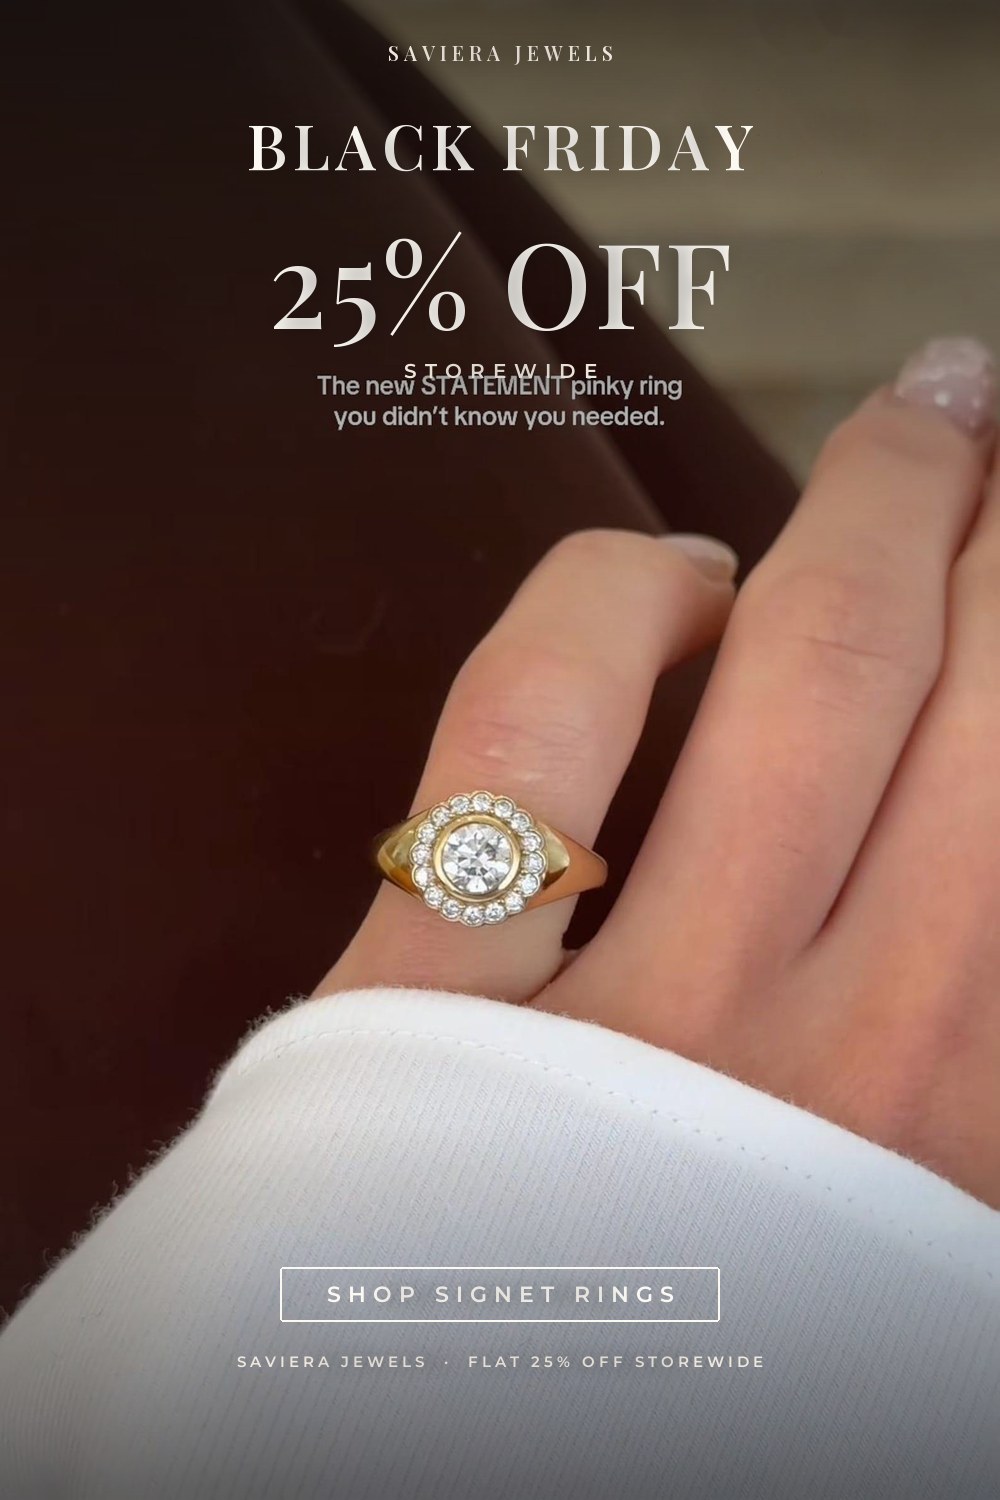 SAVIERA JEWELS
BLACK FRIDAY
25% OFF
STOREWIDE
The new STATEMENT pinky ring
you didn’t know you needed.
SHOP SIGNET RINGS
SAVIERA JEWELS · FLAT 25% OFF STOREWIDE